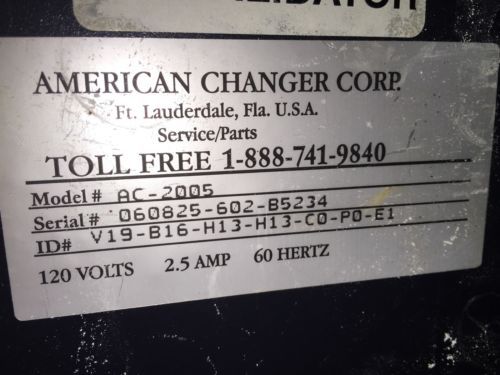 AMERICAN CHANGER CORP.
Ft. Lauderdale, Fla. U.S.A.
Service/Parts
TOLL FREE 1-888-741-9840
Model # AC-2005
Serial # 060825-602-B5234
ID# V19-B16-H13-H13-C0-P0-E1
120 VOLTS 2.5 AMP 60 HERTZ